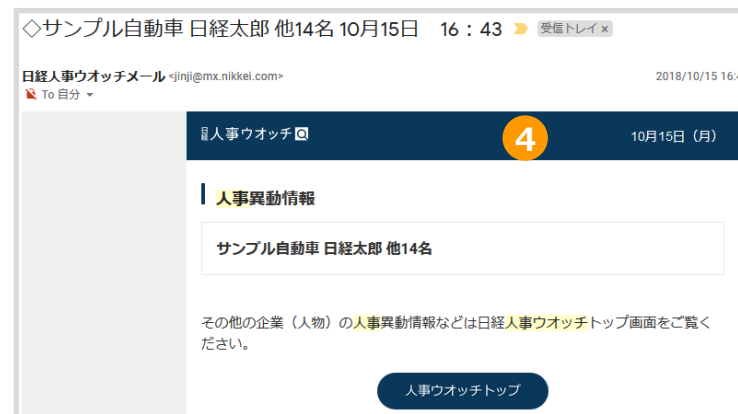 ◇サンプル自動車 日経太郎 他14名 10月15日　16：43 受信トレイ ×
日経人事ウオッチメール <jinji@mx.nikkei.com> 2018/10/15 16:4
To 自分
日経人事ウオッチ 4 10月15日（月）
人事異動情報
サンプル自動車 日経太郎 他14名
その他の企業（人物）の人事異動情報などは日経人事ウオッチトップ画面をご覧く
ださい。
人事ウオッチトップ